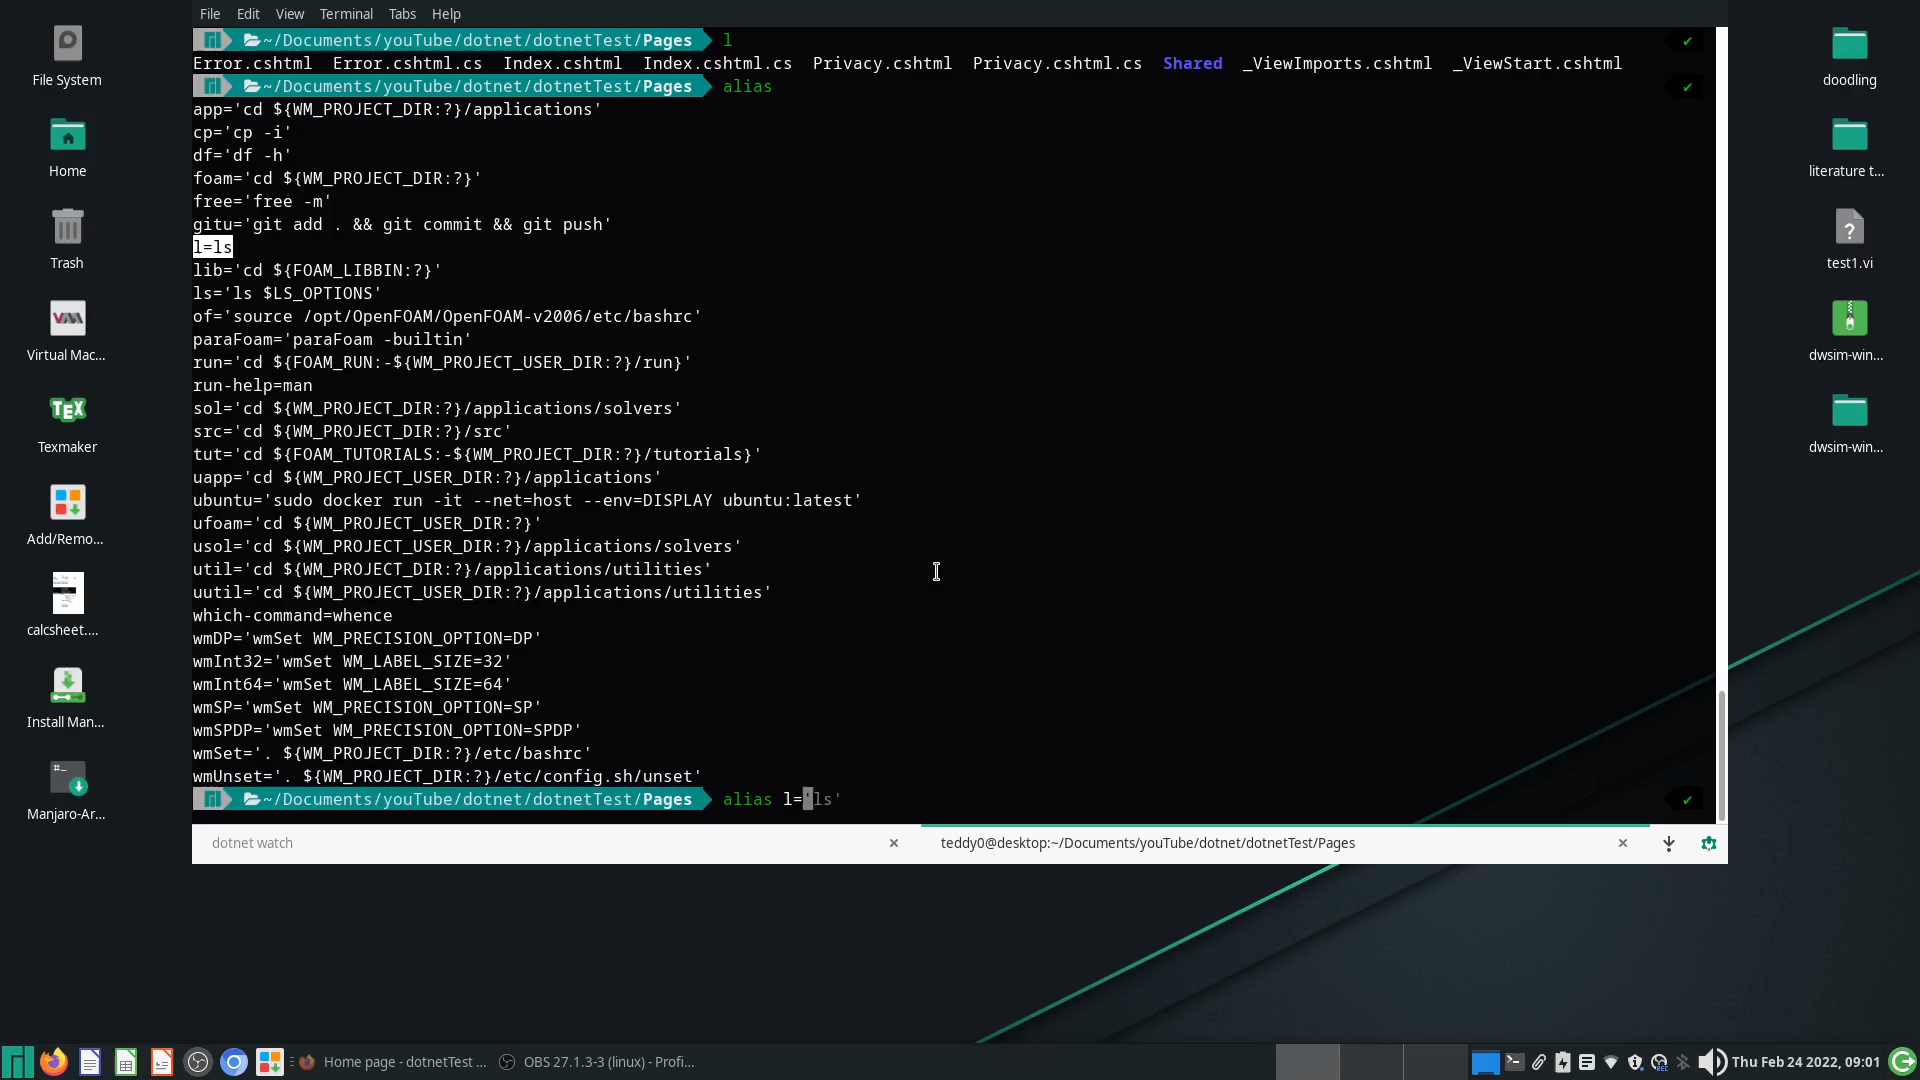 File Edit View Terminal Tabs Help
~/Documents/youTube/dotnet/dotnetTest/Pages l ✔
Error.cshtml Error.cshtml.cs Index.cshtml Index.cshtml.cs Privacy.cshtml Privacy.cshtml.cs Shared _ViewImports.cshtml _ViewStart.cshtml
~/Documents/youTube/dotnet/dotnetTest/Pages alias ✔
app='cd ${WM_PROJECT_DIR:?}/applications'
cp='cp -i'
df='df -h'
foam='cd ${WM_PROJECT_DIR:?}'
free='free -m'
gitu='git add . && git commit && git push'
l=ls
lib='cd ${FOAM_LIBBIN:?}'
ls='ls $LS_OPTIONS'
of='source /opt/OpenFOAM/OpenFOAM-v2006/etc/bashrc'
paraFoam='paraFoam -builtin'
run='cd ${FOAM_RUN:-${WM_PROJECT_USER_DIR:?}/run}'
run-help=man
sol='cd ${WM_PROJECT_DIR:?}/applications/solvers'
src='cd ${WM_PROJECT_DIR:?}/src'
tut='cd ${FOAM_TUTORIALS:-${WM_PROJECT_DIR:?}/tutorials}'
uapp='cd ${WM_PROJECT_USER_DIR:?}/applications'
ubuntu='sudo docker run -it --net=host --env=DISPLAY ubuntu:latest'
ufoam='cd ${WM_PROJECT_USER_DIR:?}'
usol='cd ${WM_PROJECT_USER_DIR:?}/applications/solvers'
util='cd ${WM_PROJECT_DIR:?}/applications/utilities'
uutil='cd ${WM_PROJECT_USER_DIR:?}/applications/utilities'
which-command=whence
wmDP='wmSet WM_PRECISION_OPTION=DP'
wmInt32='wmSet WM_LABEL_SIZE=32'
wmInt64='wmSet WM_LABEL_SIZE=64'
wmSP='wmSet WM_PRECISION_OPTION=SP'
wmSPDP='wmSet WM_PRECISION_OPTION=SPDP'
wmSet='. ${WM_PROJECT_DIR:?}/etc/bashrc'
wmUnset='. ${WM_PROJECT_DIR:?}/etc/config.sh/unset'
~/Documents/youTube/dotnet/dotnetTest/Pages alias l='ls' ✔
dotnet watch
teddy0@desktop:~/Documents/youTube/dotnet/dotnetTest/Pages
File System
Home
Trash
VM
Virtual Mac...
TEX
Texmaker
Add/Remo...
calcsheet....
Install Man...
Manjaro-Ar...
doodling
literature t...
?
test1.vi
dwsim-win...
dwsim-win...
Home page - dotnetTest ...
OBS 27.1.3-3 (linux) - Profi...
Thu Feb 24 2022, 09:01